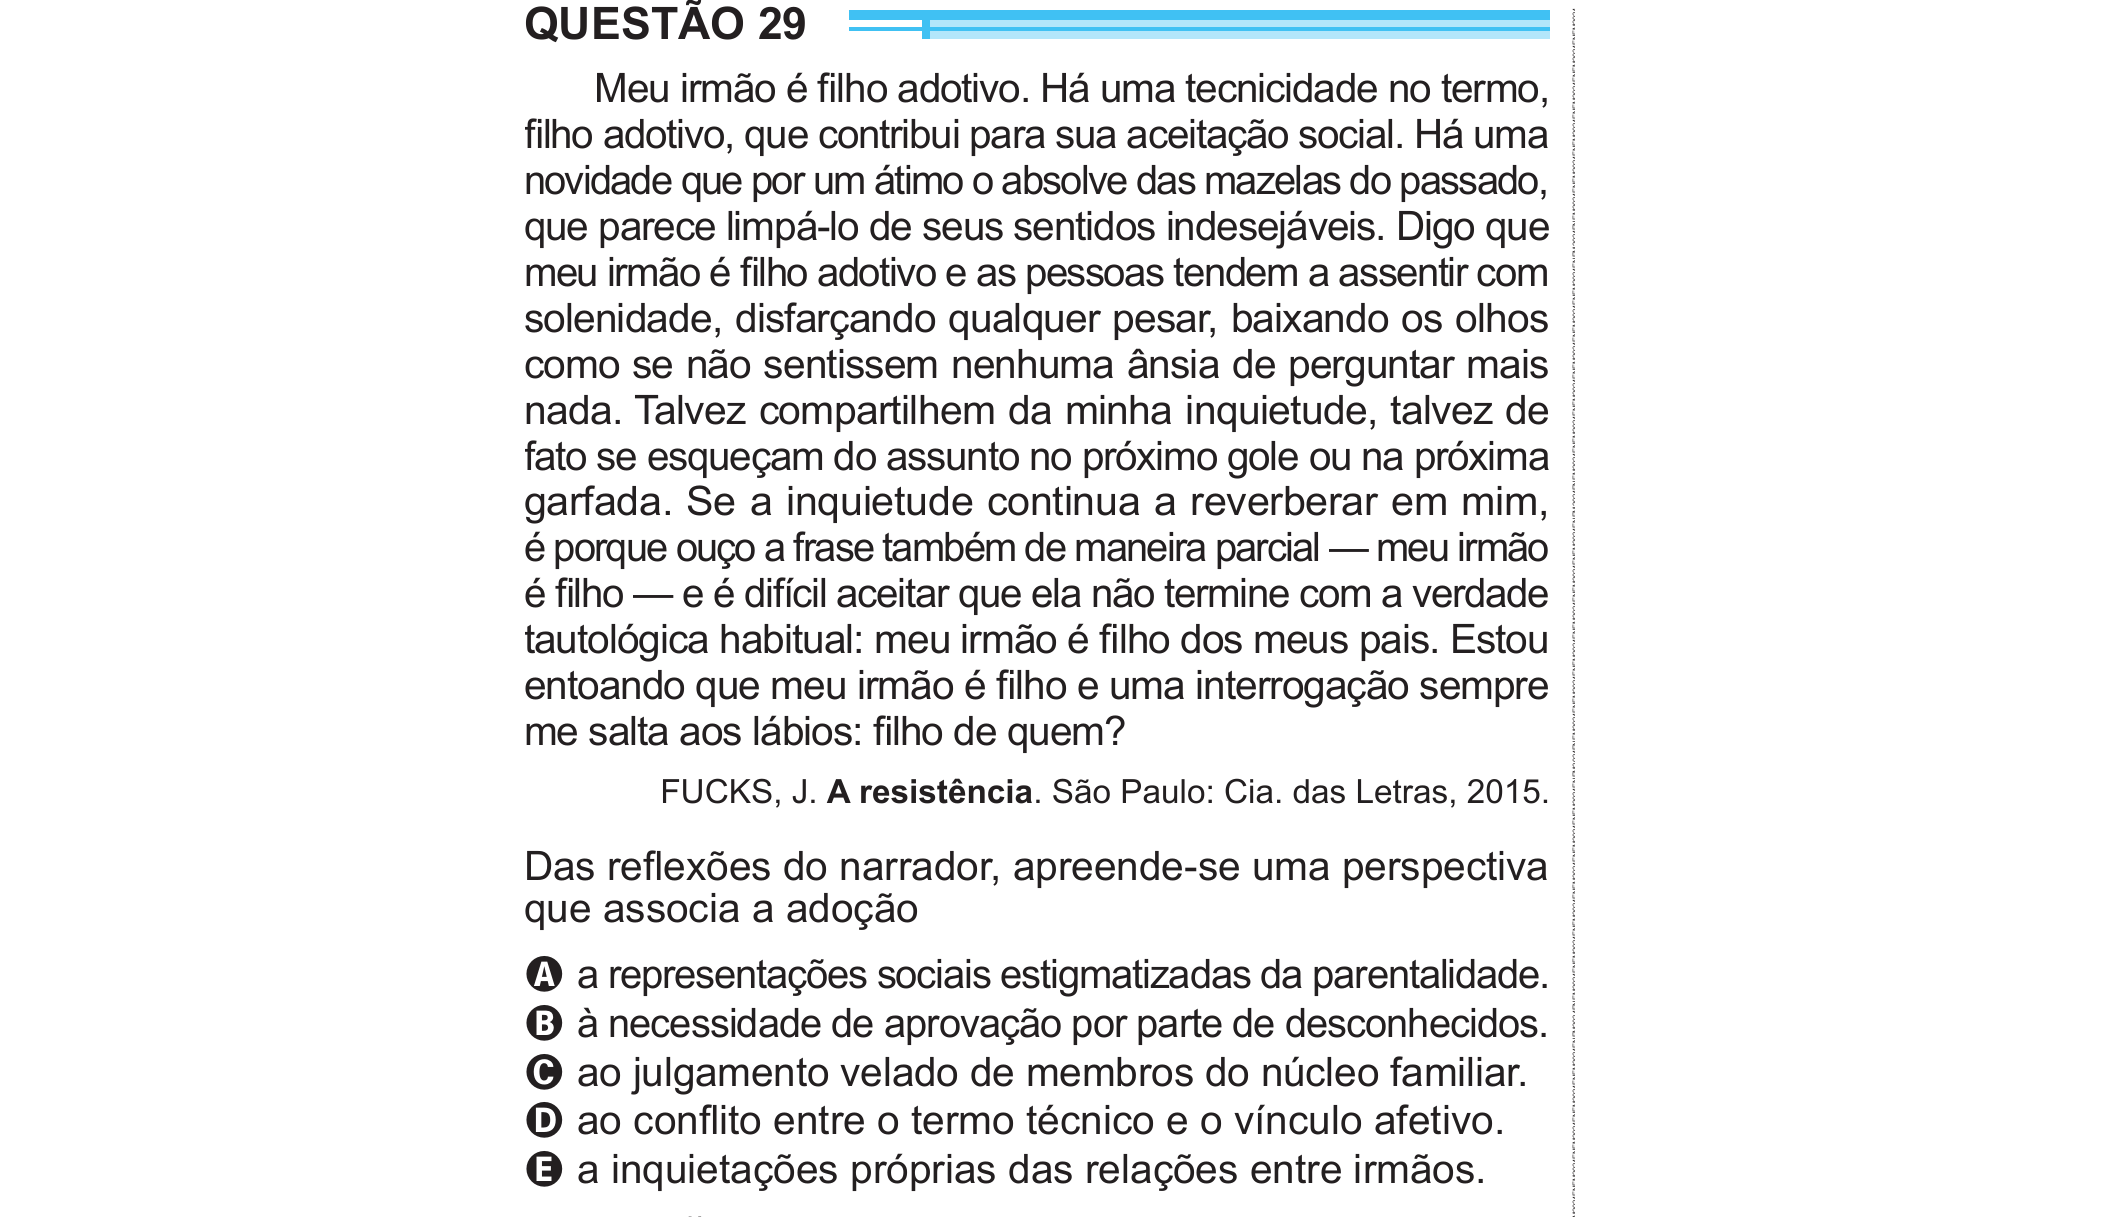 QUESTÃO 29
Meu irmão é filho adotivo. Há uma tecnicidade no termo,
filho adotivo, que contribui para sua aceitação social. Há uma
novidade que por um átimo o absolve das mazelas do passado,
que parece limpá-lo de seus sentidos indesejáveis. Digo que
meu irmão é filho adotivo e as pessoas tendem a assentir com
solenidade, disfarçando qualquer pesar, baixando os olhos
como se não sentissem nenhuma ânsia de perguntar mais
nada. Talvez compartilhem da minha inquietude, talvez de
fato se esqueçam do assunto no próximo gole ou na próxima
garfada. Se a inquietude continua a reverberar em mim,
é porque ouço a frase também de maneira parcial — meu irmão
é filho — e é difícil aceitar que ela não termine com a verdade
tautológica habitual: meu irmão é filho dos meus pais. Estou
entoando que meu irmão é filho e uma interrogação sempre
me salta aos lábios: filho de quem?
FUCKS, J. A resistência. São Paulo: Cia. das Letras, 2015.
Das reflexões do narrador, apreende-se uma perspectiva
que associa a adoção
A a representações sociais estigmatizadas da parentalidade.
B à necessidade de aprovação por parte de desconhecidos.
C ao julgamento velado de membros do núcleo familiar.
D ao conflito entre o termo técnico e o vínculo afetivo.
E a inquietações próprias das relações entre irmãos.